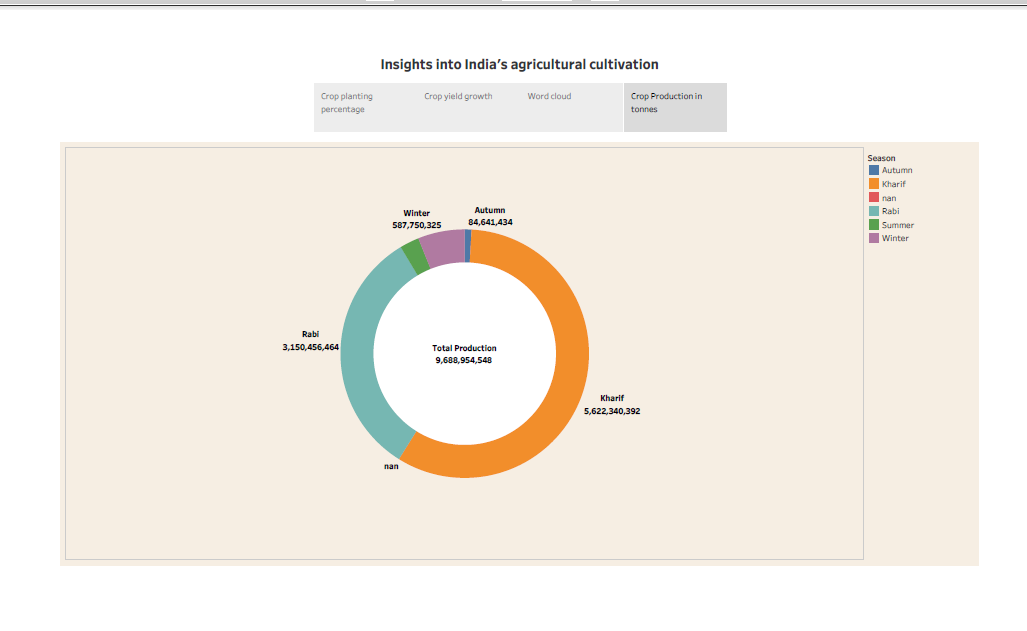 Insights into India's agricultural cultivation
Crop planting
percentage
Crop yield growth
Word cloud
Crop Production in
tonnes
Season
Autumn
Kharif
nan
Rabi
Summer
Winter
Winter
587,750,325
Autumn
84,641,434
Rabi
3,150,456,464
Total Production
9,688,954,548
Kharif
5,622,340,392
nan